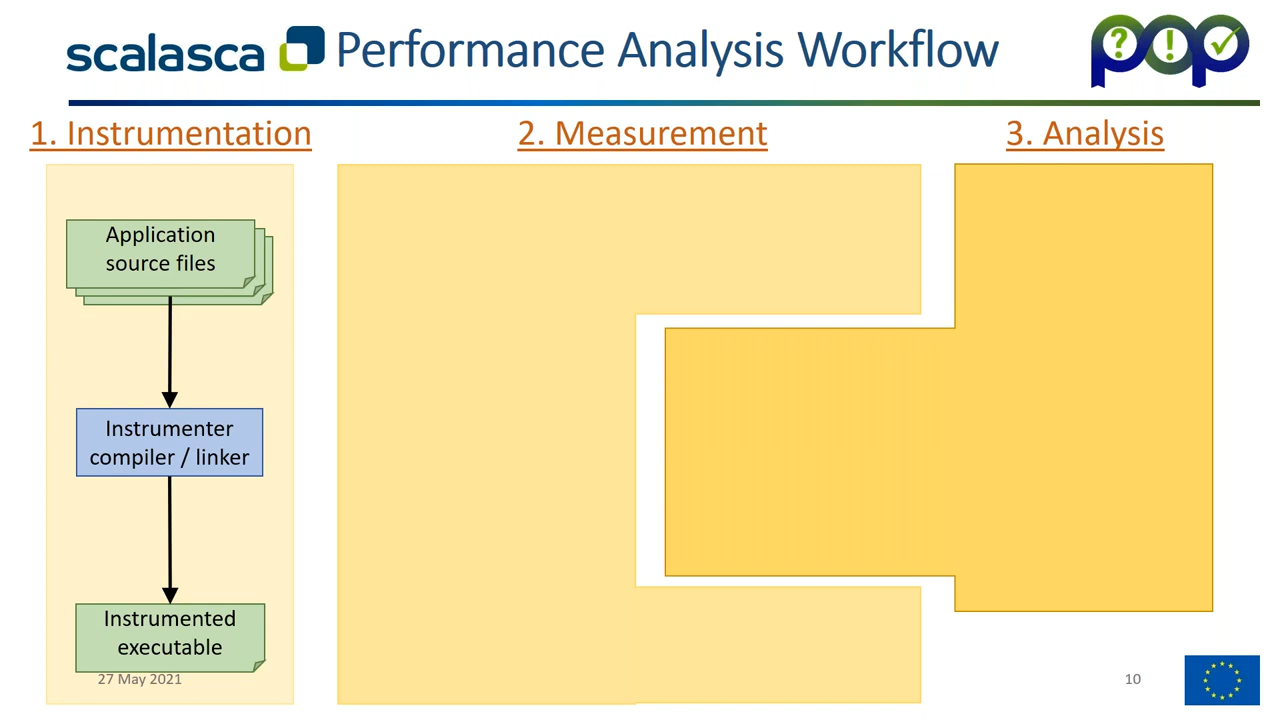 scalasca Performance Analysis Workflow
pop
? !
1. Instrumentation
2. Measurement
3. Analysis
Application
source files
Instrumenter
compiler / linker
Instrumented
executable
27 May 2021
10